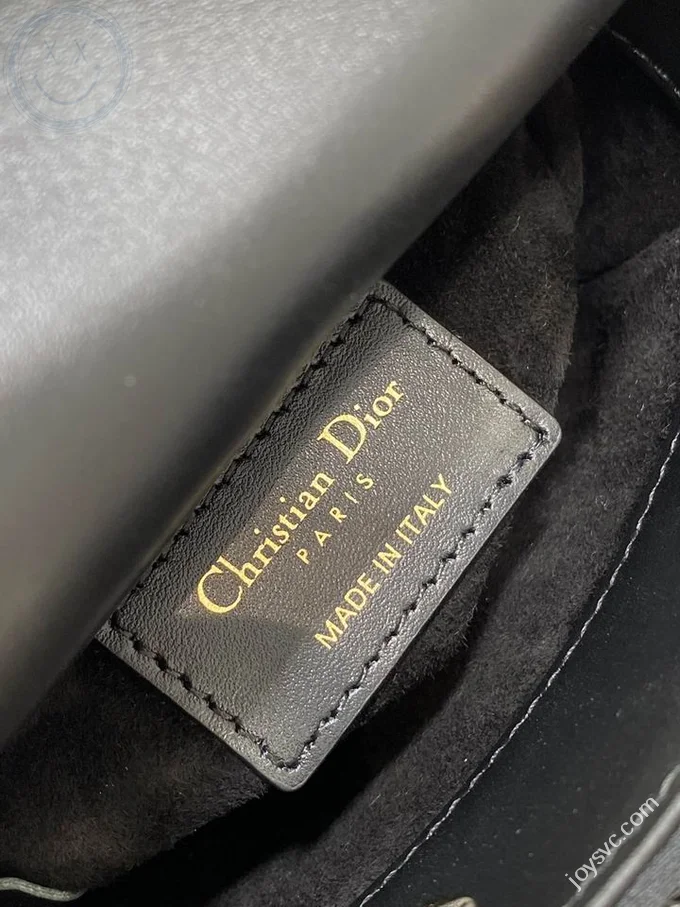 Christian Dior
PARIS
MADE IN ITALY
joysvc.com